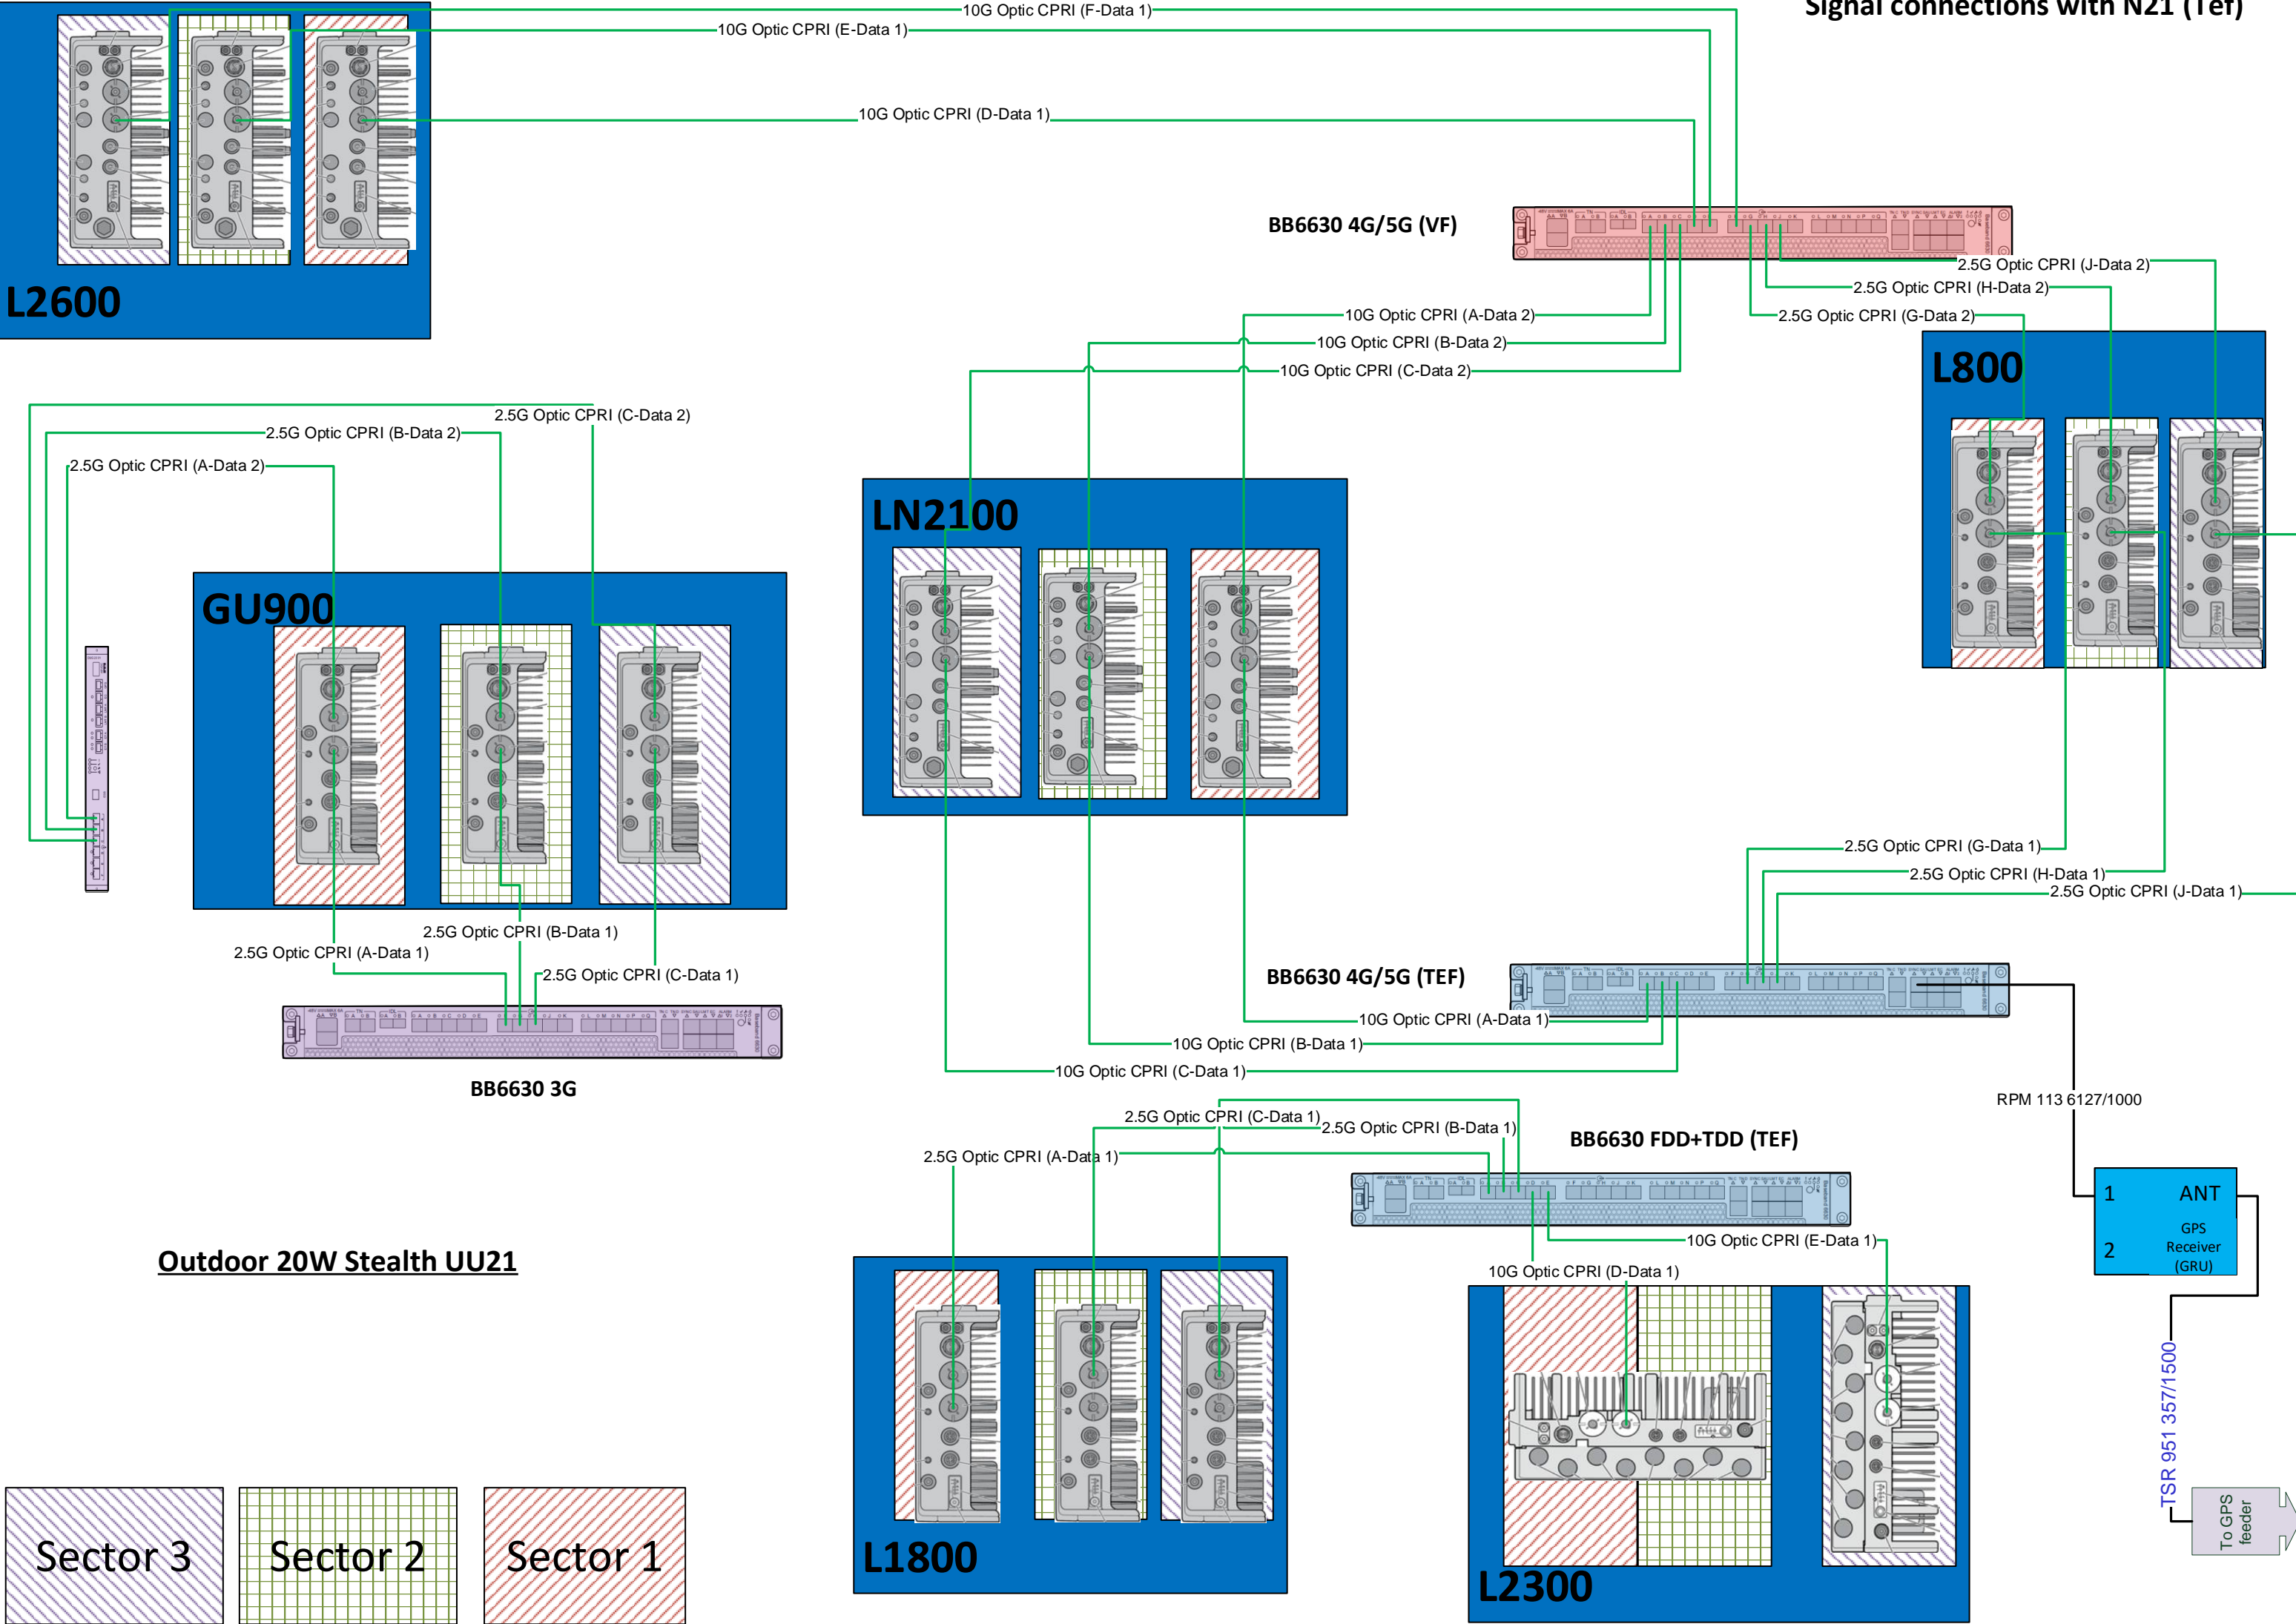 Signal connections with N21 (Tef)
10G Optic CPRI (F-Data 1)
10G Optic CPRI (E-Data 1)
10G Optic CPRI (D-Data 1)
L2600
BB6630 4G/5G (VF)
2.5G Optic CPRI (J-Data 2)
2.5G Optic CPRI (H-Data 2)
2.5G Optic CPRI (G-Data 2)
10G Optic CPRI (A-Data 2)
10G Optic CPRI (B-Data 2)
10G Optic CPRI (C-Data 2)
L800
2.5G Optic CPRI (C-Data 2)
2.5G Optic CPRI (B-Data 2)
2.5G Optic CPRI (A-Data 2)
LN2100
GU900
2.5G Optic CPRI (G-Data 1)
2.5G Optic CPRI (H-Data 1)
2.5G Optic CPRI (J-Data 1)
2.5G Optic CPRI (B-Data 1)
2.5G Optic CPRI (A-Data 1)
2.5G Optic CPRI (C-Data 1)
BB6630 4G/5G (TEF)
10G Optic CPRI (A-Data 1)
10G Optic CPRI (B-Data 1)
10G Optic CPRI (C-Data 1)
BB6630 3G
RPM 113 6127/1000
2.5G Optic CPRI (C-Data 1)
2.5G Optic CPRI (B-Data 1)
2.5G Optic CPRI (A-Data 1)
BB6630 FDD+TDD (TEF)
1
ANT
2
GPS
Receiver
(GRU)
10G Optic CPRI (E-Data 1)
10G Optic CPRI (D-Data 1)
Outdoor 20W Stealth UU21
TSR 951 357/1500
To GPS
feeder
L1800
L2300
Sector 3
Sector 2
Sector 1